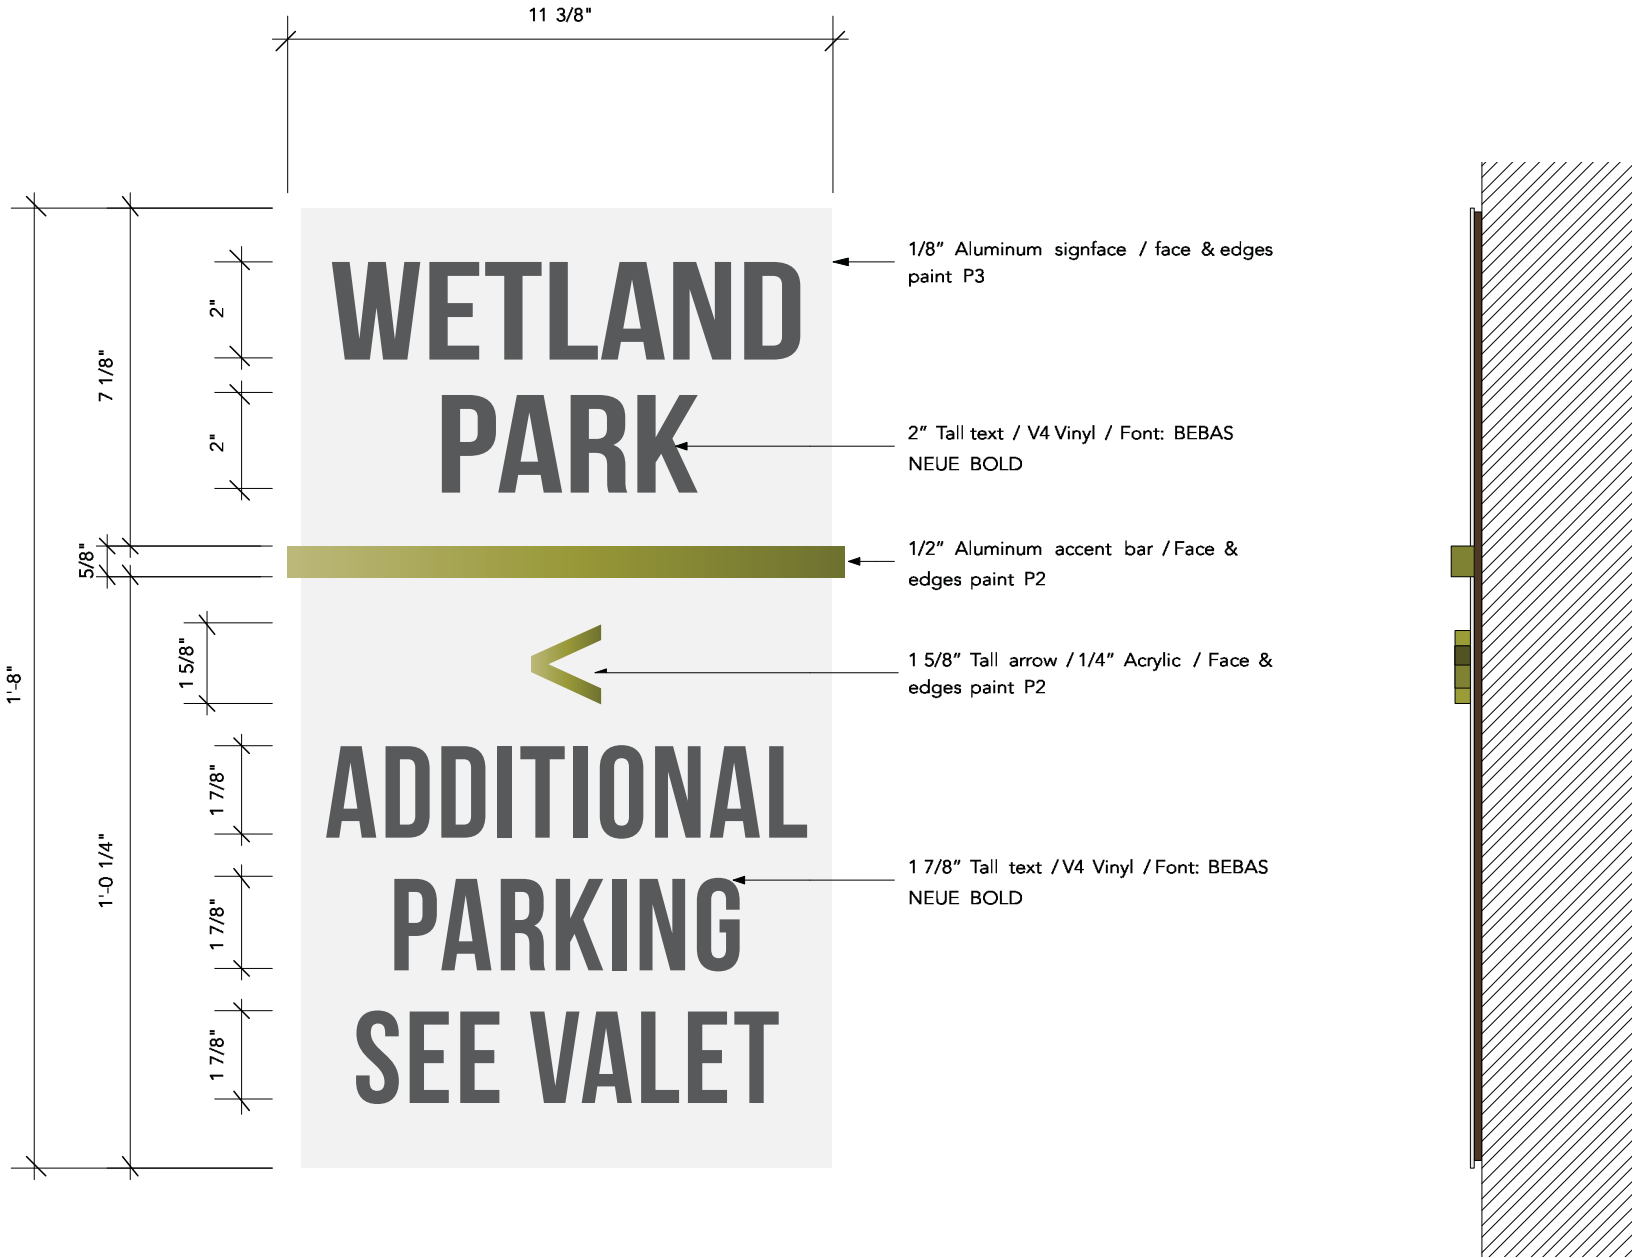 11 3/8"
WETLAND
PARK
<
ADDITIONAL
PARKING
SEE VALET
1'-8"
7 1/8"
5/8"
1'-0 1/4"
2"
2"
1 5/8"
1 7/8"
1 7/8"
1 7/8"
1/8” Aluminum signface / face & edges
paint P3
2” Tall text / V4 Vinyl / Font: BEBAS
NEUE BOLD
1/2” Aluminum accent bar / Face &
edges paint P2
1 5/8” Tall arrow / 1/4” Acrylic / Face &
edges paint P2
1 7/8” Tall text / V4 Vinyl / Font: BEBAS
NEUE BOLD